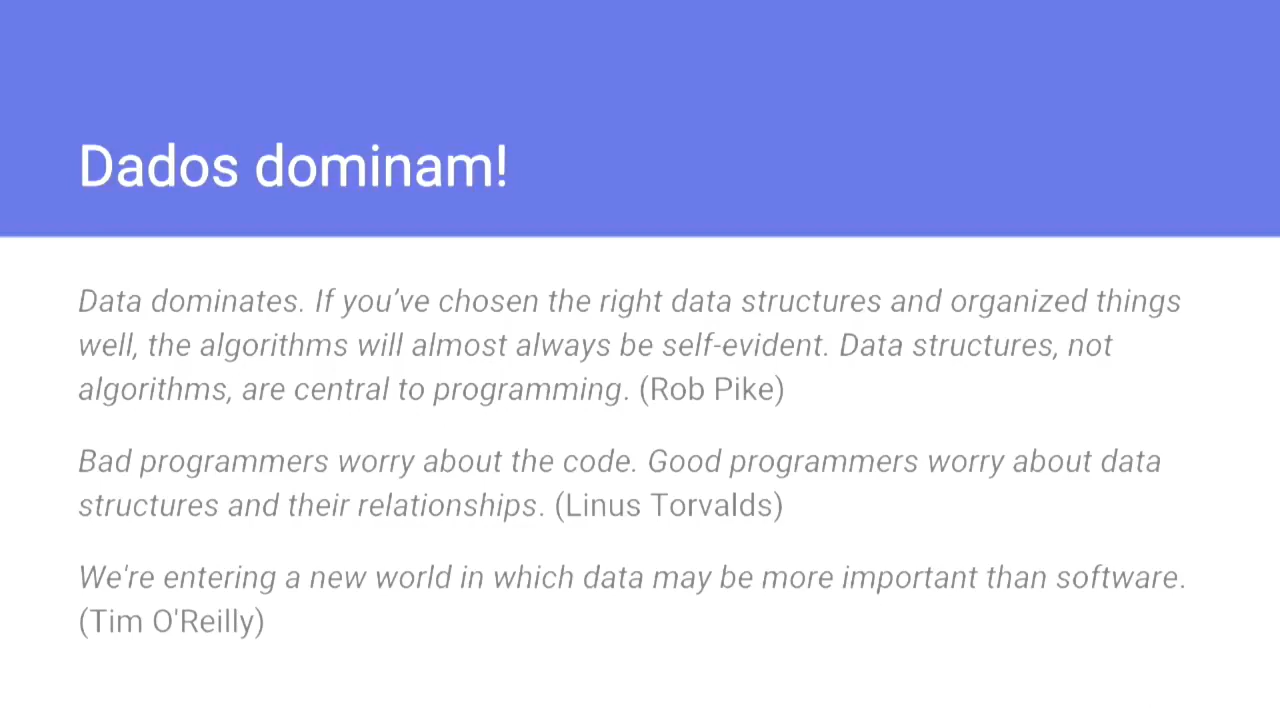 Dados dominam!
Data dominates. If you’ve chosen the right data structures and organized things
well, the algorithms will almost always be self-evident. Data structures, not
algorithms, are central to programming. (Rob Pike)
Bad programmers worry about the code. Good programmers worry about data
structures and their relationships. (Linus Torvalds)
We're entering a new world in which data may be more important than software.
(Tim O'Reilly)